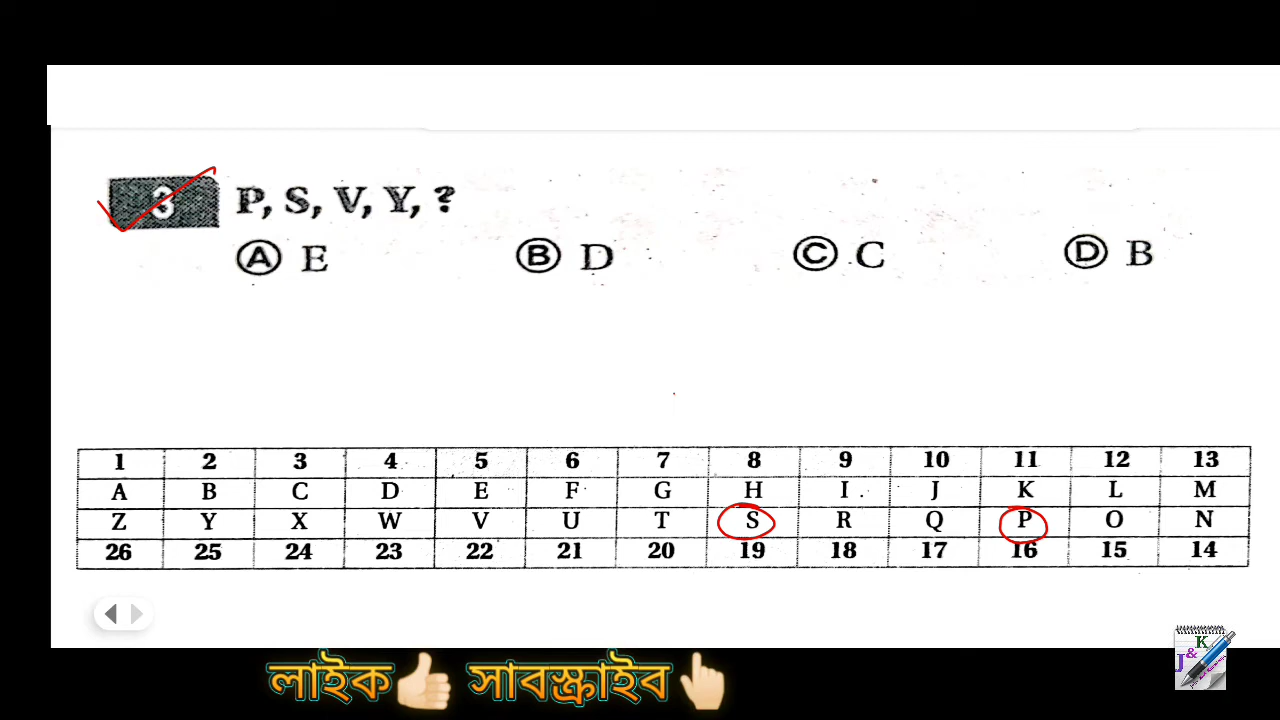 3 P, S, V, Y, ?
Ⓐ E Ⓑ D Ⓒ C Ⓓ B
1 2 3 4 5 6 7 8 9 10 11 12 13
A B C D E F G H I J K L M
Z Y X W V U T S R Q P O N
26 25 24 23 22 21 20 19 18 17 16 15 14
লাইক সাবস্ক্রাইব
J&K